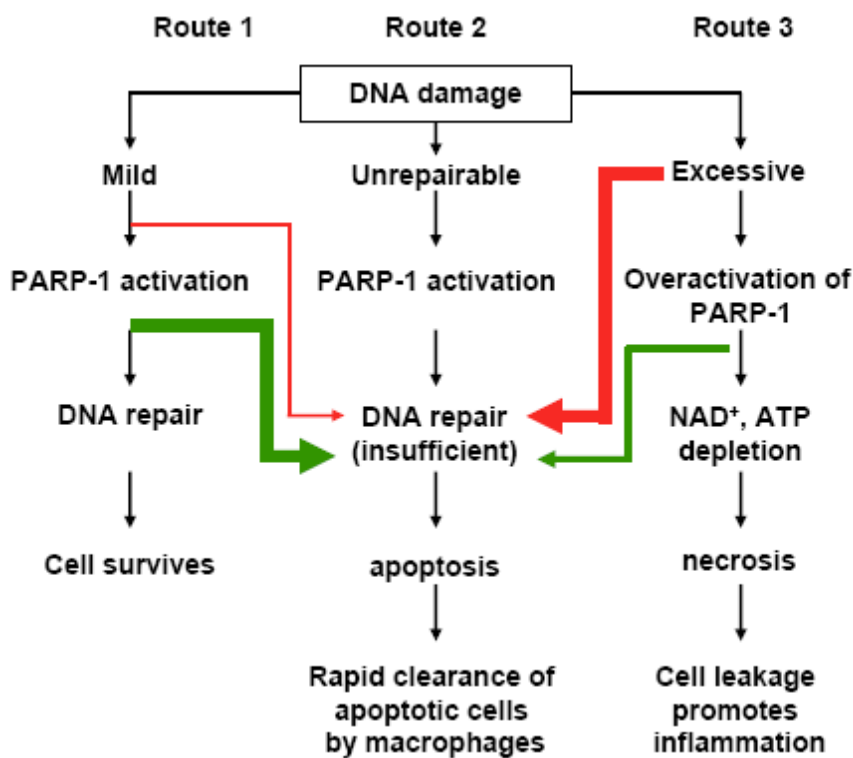 Route 1
Route 2
Route 3
DNA damage
Mild
Unrepairable
Excessive
PARP-1 activation
PARP-1 activation
Overactivation of
PARP-1
DNA repair
DNA repair
(insufficient)
NAD⁺, ATP
depletion
Cell survives
apoptosis
necrosis
Rapid clearance of
apoptotic cells
by macrophages
Cell leakage
promotes
inflammation